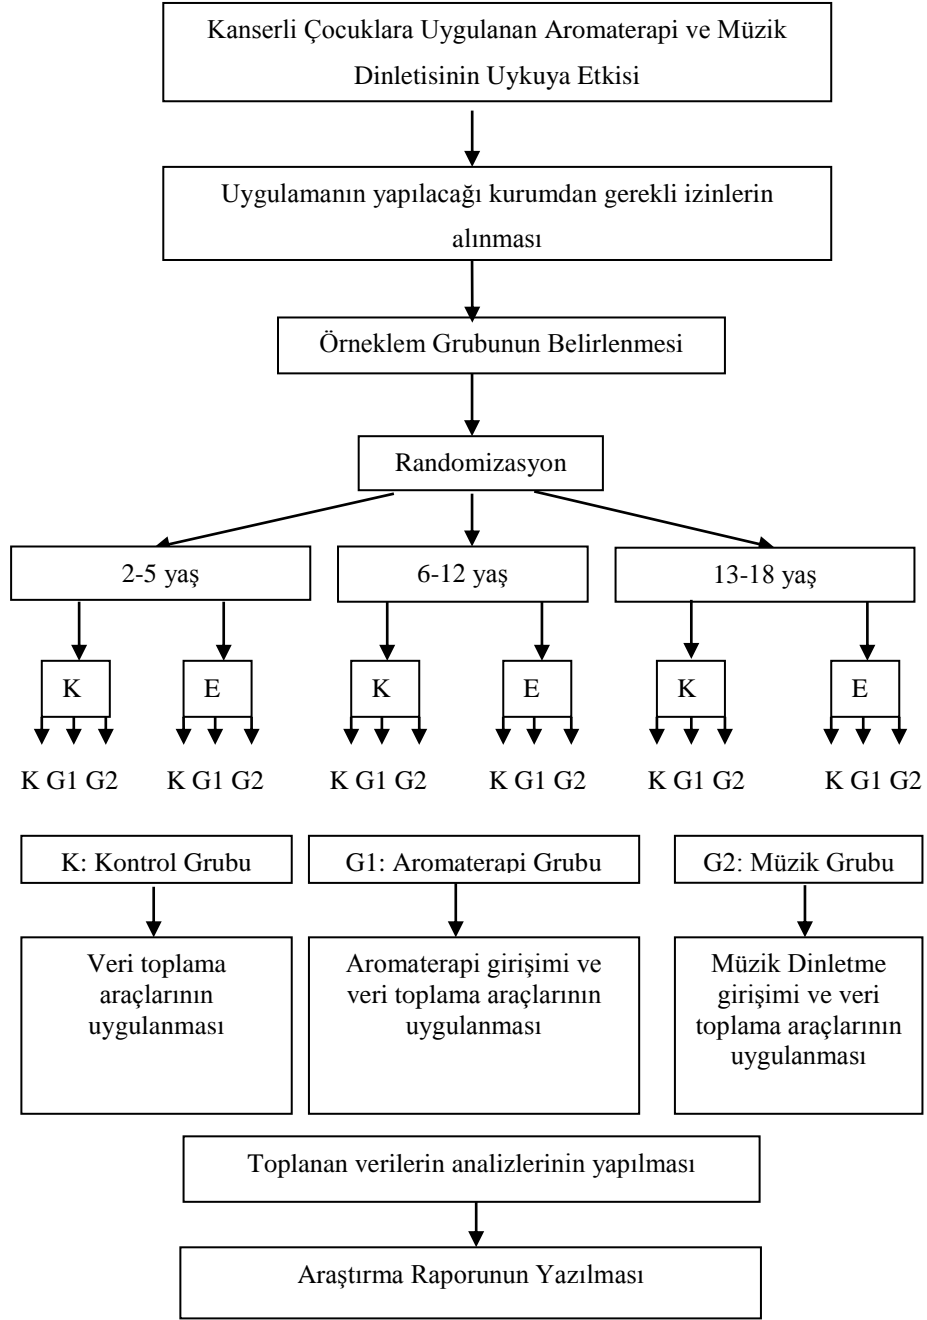 Kanserli Çocuklara Uygulanan Aromaterapi ve Müzik
Dinletisinin Uykuya Etkisi
Uygulamanın yapılacağı kurumdan gerekli izinlerin
alınması
Örneklem Grubunun Belirlenmesi
Randomizasyon
2-5 yaş
6-12 yaş
13-18 yaş
K
E
K
E
K
E
K G1 G2
K G1 G2
K G1 G2
K G1 G2
K G1 G2
K G1 G2
K: Kontrol Grubu
G1: Aromaterapi Grubu
G2: Müzik Grubu
Veri toplama
araçlarının
uygulanması
Aromaterapi girişimi ve
veri toplama araçlarının
uygulanması
Müzik Dinletme
girişimi ve veri
toplama araçlarının
uygulanması
Toplanan verilerin analizlerinin yapılması
Araştırma Raporunun Yazılması